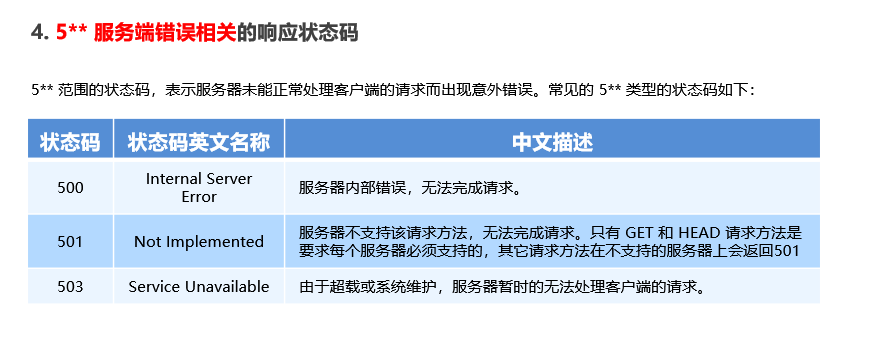 4. 5** 服务端错误相关的响应状态码
5** 范围的状态码，表示服务器未能正常处理客户端的请求而出现意外错误。常见的 5** 类型的状态码如下：
状态码 状态码英文名称 中文描述
500 Internal Server Error 服务器内部错误，无法完成请求。
501 Not Implemented 服务器不支持该请求方法，无法完成请求。只有 GET 和 HEAD 请求方法是
要求每个服务器必须支持的，其它请求方法在不支持的服务器上会返回501
503 Service Unavailable 由于超载或系统维护，服务器暂时的无法处理客户端的请求。